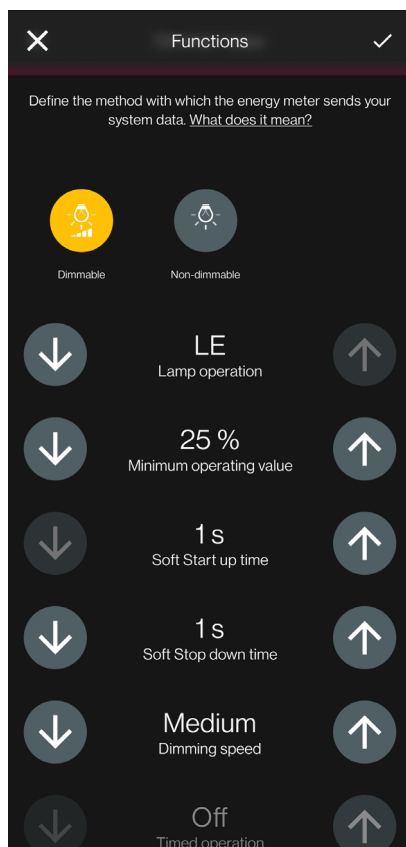 Functions
Define the method with which the energy meter sends your
system data. What does it mean?
Dimmable
Non-dimmable
LE
Lamp operation
25 %
Minimum operating value
1 s
Soft Start up time
1 s
Soft Stop down time
Medium
Dimming speed
Off
Timed operation